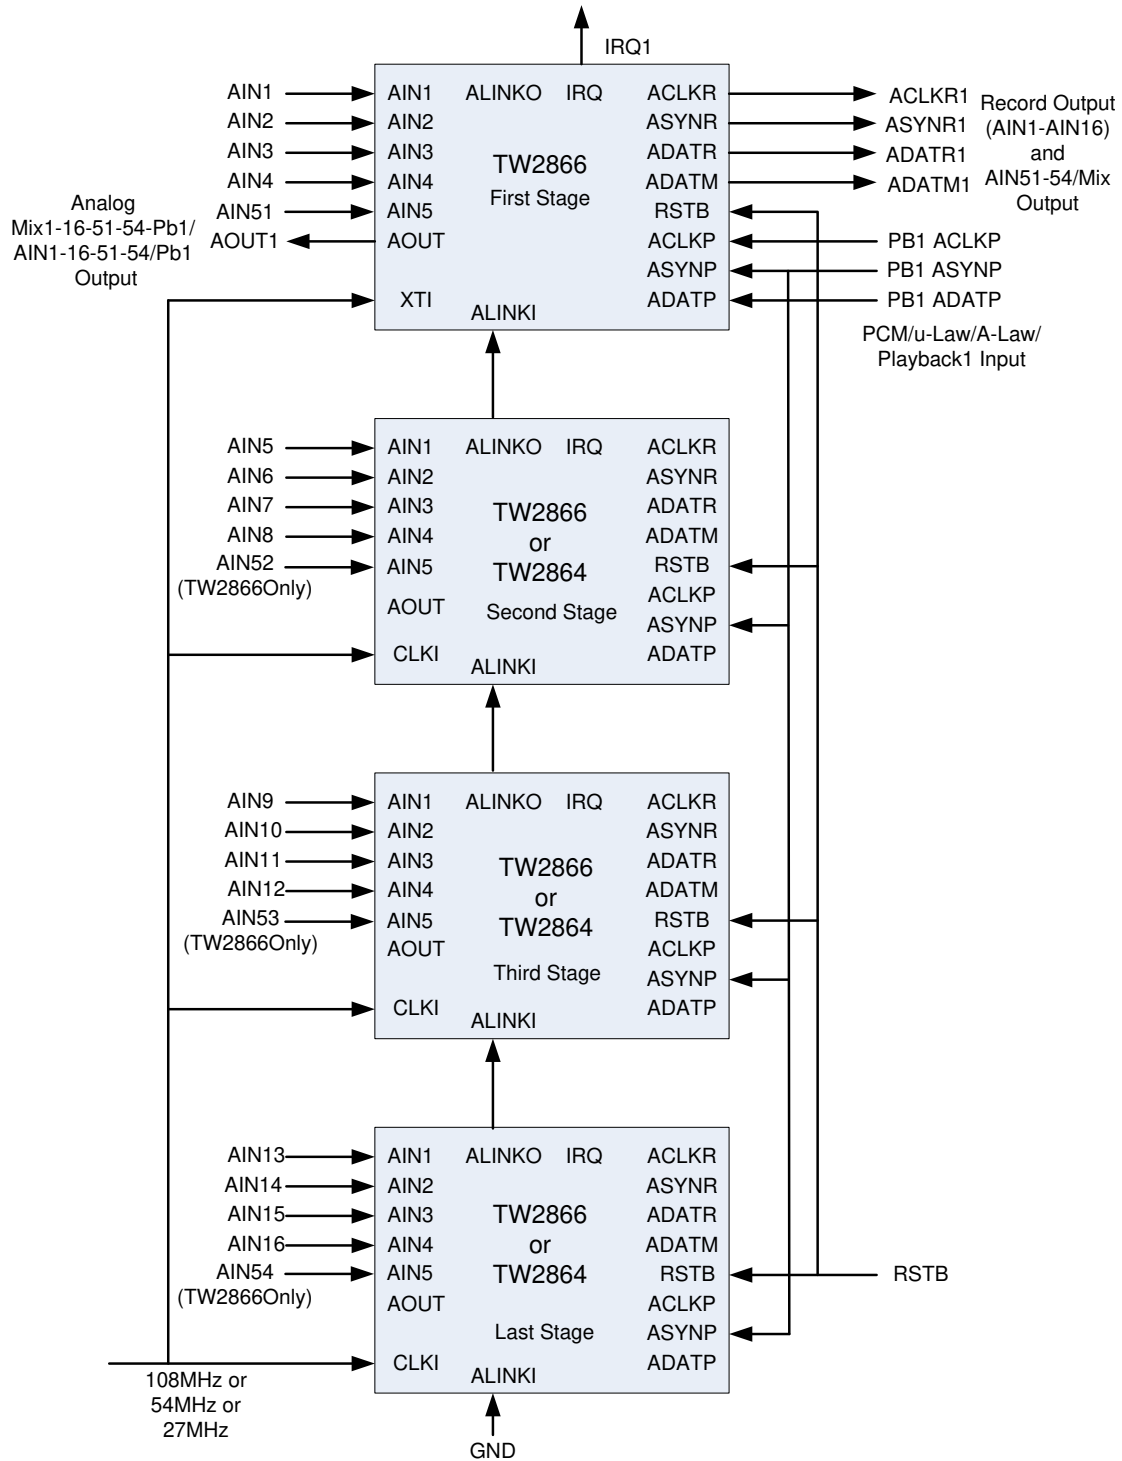 IRQ1
AIN1 AIN1 ALINKO IRQ ACLKR ACLKR1
AIN2 AIN2 ASYNR ASYNR1
AIN3 AIN3 ADATR ADATR1
AIN4 AIN4 ADATM ADATM1
AIN51 AIN5 RSTB
AOUT1 AOUT ACLKP PB1 ACLKP
ASYNP PB1 ASYNP
XTI ADATP PB1 ADATP
ALINKI
TW2866
First Stage
Record Output
(AIN1-AIN16)
and
AIN51-54/Mix
Output
Analog
Mix1-16-51-54-Pb1/
AIN1-16-51-54/Pb1
Output
PCM/u-Law/A-Law/
Playback1 Input
AIN5 AIN1 ALINKO IRQ ACLKR
AIN6 AIN2 ASYNR
AIN7 AIN3 ADATR
AIN8 AIN4 ADATM
AIN52 AIN5 RSTB
(TW2866Only)
AOUT ACLKP
ASYNP
CLKI ADATP
ALINKI
TW2866
or
TW2864
Second Stage
AIN9 AIN1 ALINKO IRQ ACLKR
AIN10 AIN2 ASYNR
AIN11 AIN3 ADATR
AIN12 AIN4 ADATM
AIN53 AIN5 RSTB
(TW2866Only)
AOUT ACLKP
ASYNP
CLKI ADATP
ALINKI
TW2866
or
TW2864
Third Stage
AIN13 AIN1 ALINKO IRQ ACLKR
AIN14 AIN2 ASYNR
AIN15 AIN3 ADATR
AIN16 AIN4 ADATM
AIN54 AIN5 RSTB RSTB
(TW2866Only)
AOUT ACLKP
ASYNP
CLKI ADATP
ALINKI
TW2866
or
TW2864
Last Stage
108MHz or
54MHz or
27MHz
GND